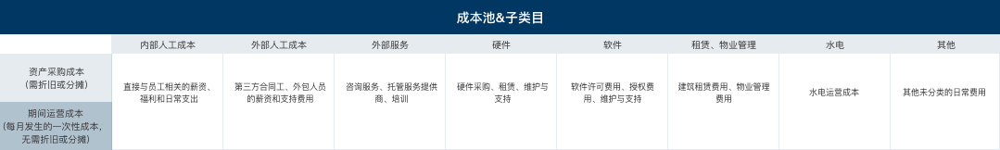 成本池&子类目
内部人工成本
外部人工成本
外部服务
硬件
软件
租赁、物业管理
水电
其他
资产采购成本
（需折旧或分摊）
直接与员工相关的薪资、
福利和日常支出
第三方合同工、外包人员
的薪资和支持费用
咨询服务、托管服务提供
商、培训
硬件采购、租赁、维护与
支持
软件许可费用、授权费
用、维护与支持
建筑租赁费用、物业管理
费用
水电运营成本
其他未分类的日常费用
期间运营成本
（每月发生的一次性成本，
无需折旧或分摊）